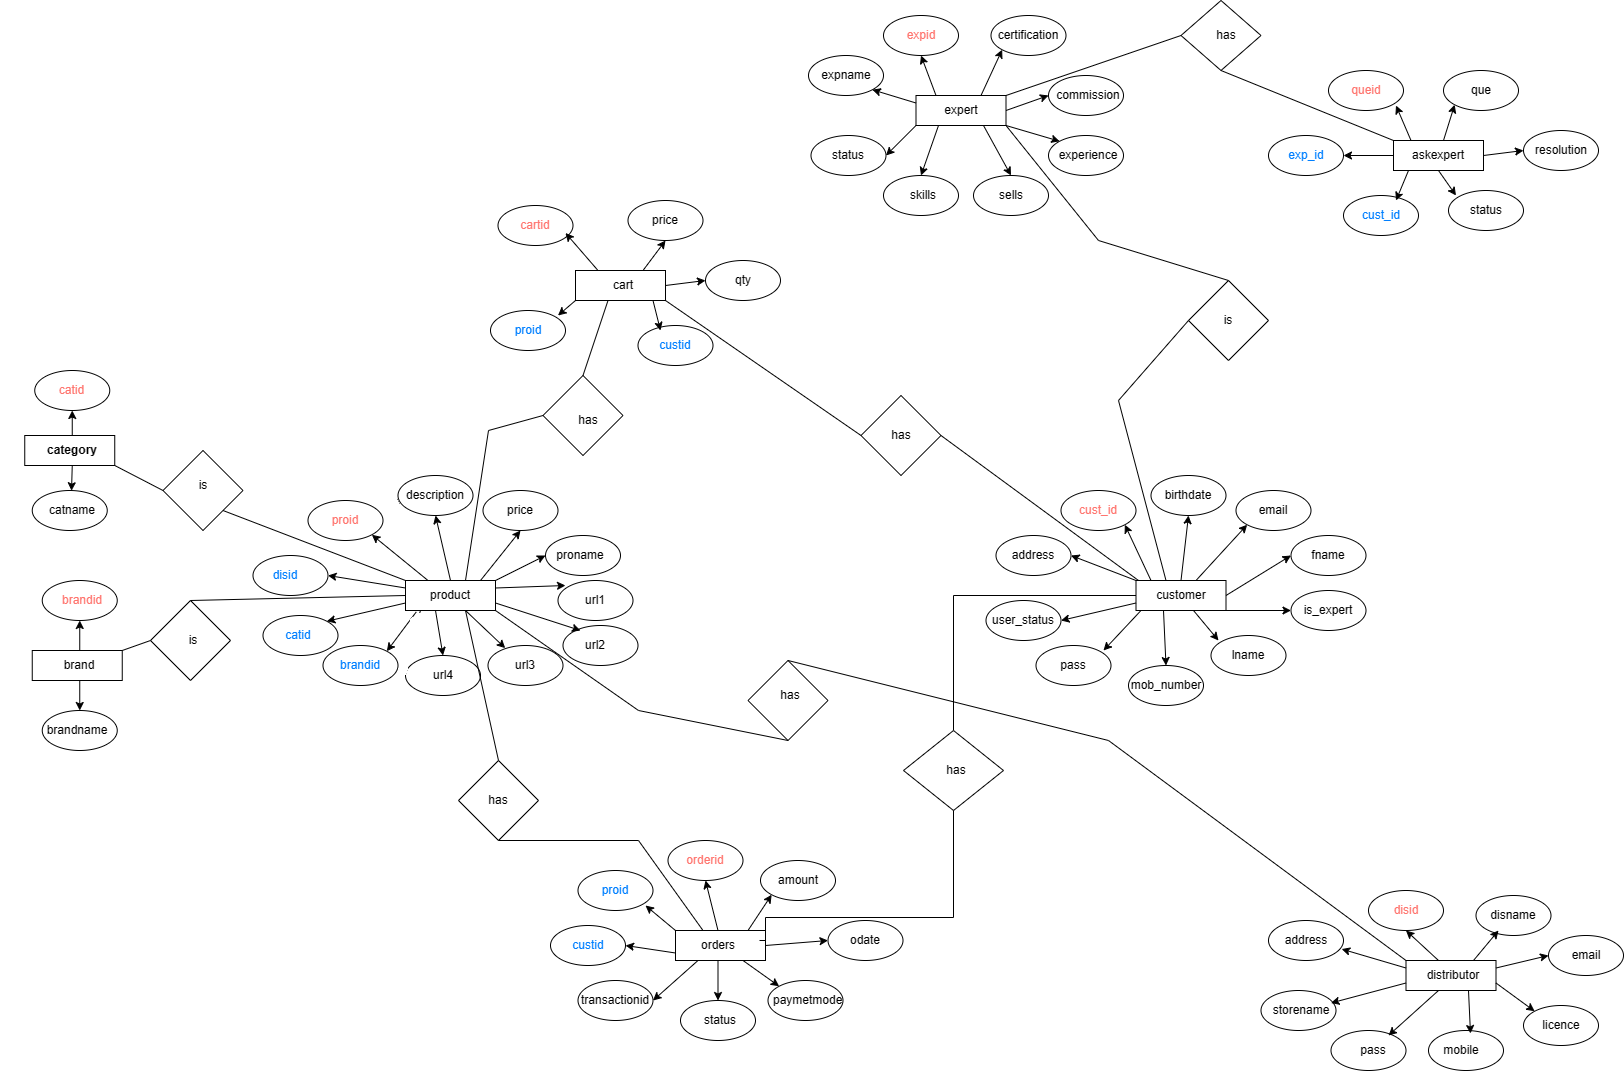 has
expid
certification
expname
commission
expert
status
experience
skills
sells
queid
que
exp_id
askexpert
resolution
cust_id
status
cartid
price
cart
qty
proid
custid
is
has
has
catid
category
catname
is
description
proid
price
proname
disid
product
url1
catid
url2
brandid
url4
url3
brandid
is
brand
brandname
birthdate
cust_id
email
address
fname
customer
is_expert
user_status
pass
lname
mob_number
has
has
has
orderid
proid
amount
custid
orders
odate
transactionid
status
paymetmode
disid
disname
address
email
distributor
storename
licence
pass
mobile